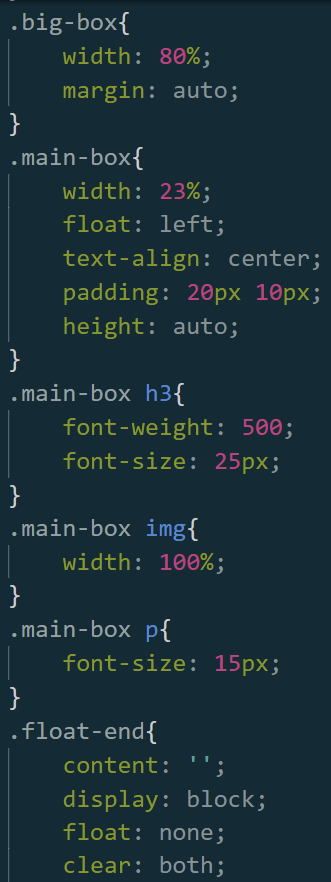 .big-box{
    width: 80%;
    margin: auto;
}
.main-box{
    width: 23%;
    float: left;
    text-align: center;
    padding: 20px 10px;
    height: auto;
}
.main-box h3{
    font-weight: 500;
    font-size: 25px;
}
.main-box img{
    width: 100%;
}
.main-box p{
    font-size: 15px;
}
.float-end{
    content: '';
    display: block;
    float: none;
    clear: both;